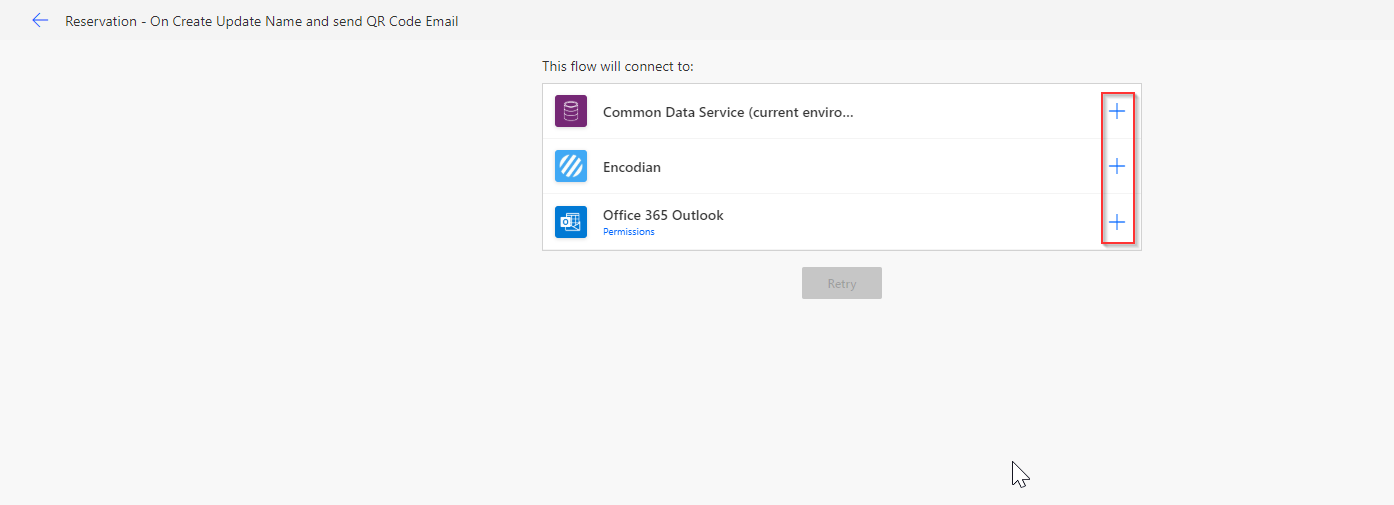 Reservation - On Create Update Name and send QR Code Email
This flow will connect to:
Common Data Service (current enviro...
Encodian
Office 365 Outlook
Permissions
Retry